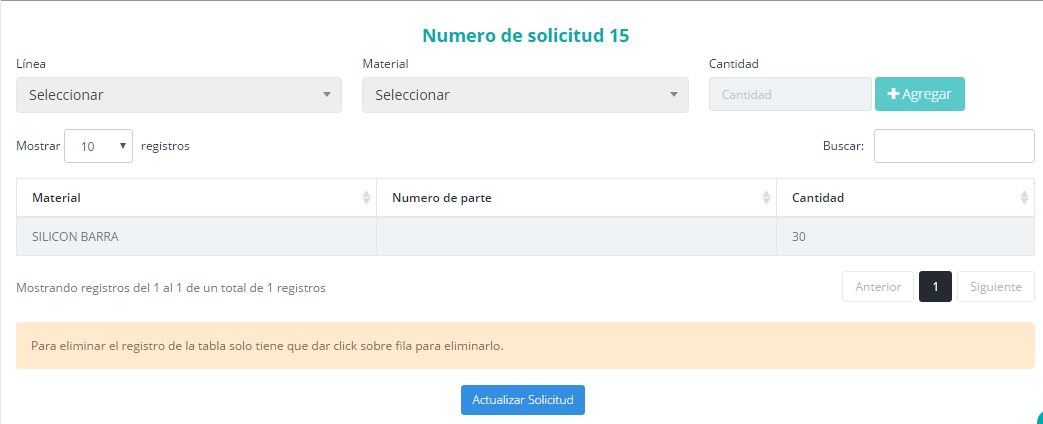 Numero de solicitud 15
Línea Material Cantidad
Seleccionar Seleccionar Cantidad Agregar
Mostrar 10 registros Buscar:
Material Numero de parte Cantidad
SILICON BARRA 30
Mostrando registros del 1 al 1 de un total de 1 registros Anterior 1 Siguiente
Para eliminar el registro de la tabla solo tiene que dar click sobre fila para eliminarlo.
Actualizar Solicitud